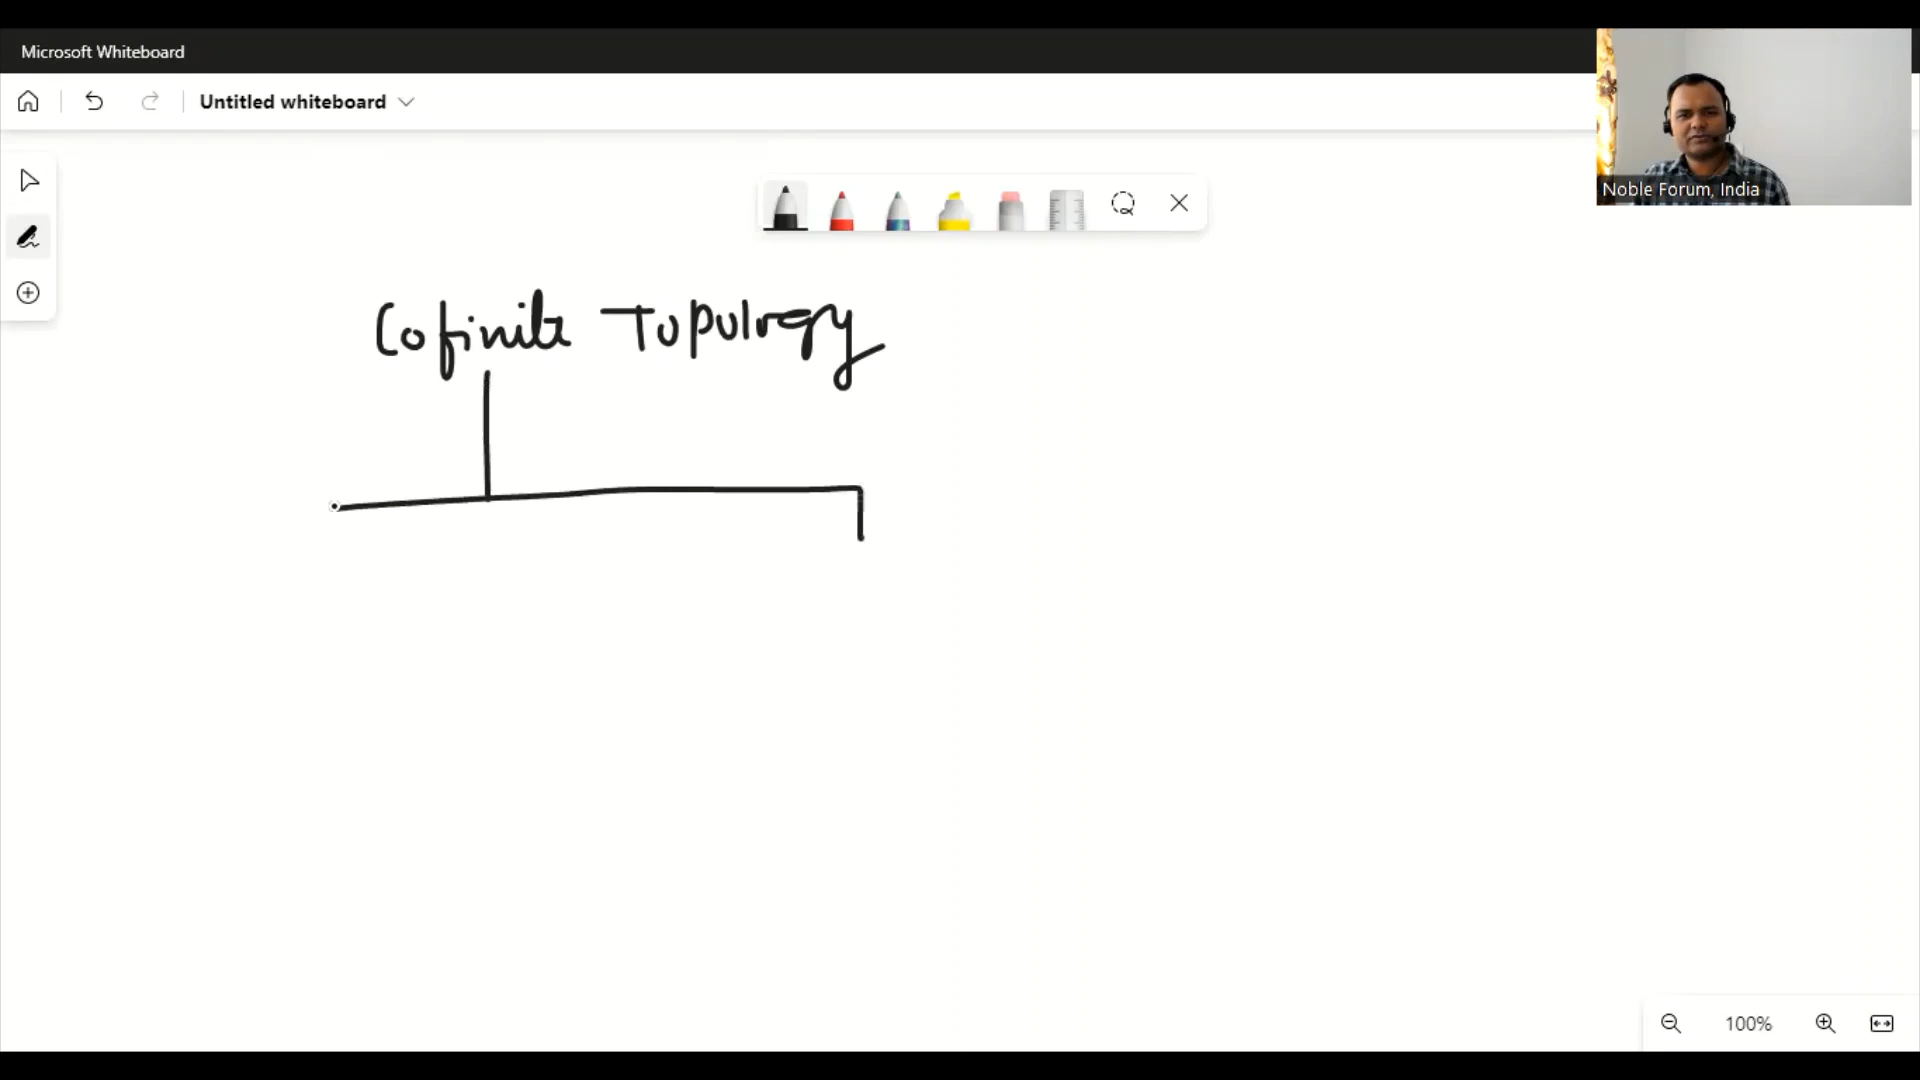 Microsoft Whiteboard
Untitled whiteboard
Noble Forum, India
Cofinite Topology
100%